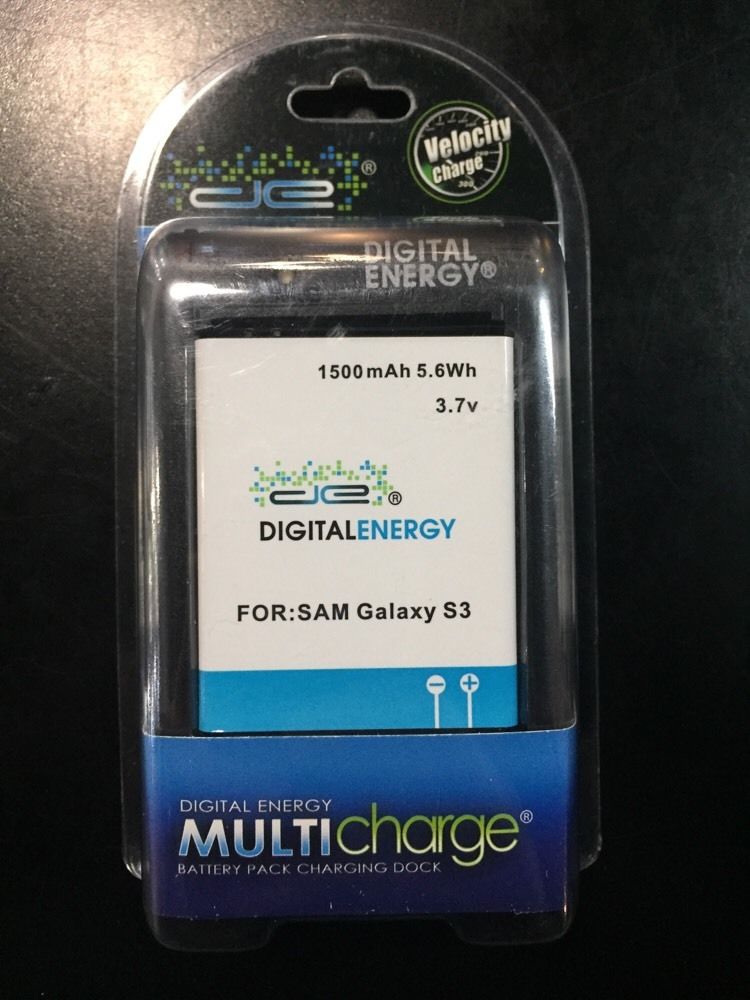 Velocity
Charge
de®
DIGITAL
ENERGY®
1500mAh 5.6Wh
3.7v
de®
DIGITALENERGY
FOR:SAM Galaxy S3
DIGITAL ENERGY
MULTIcharge®
BATTERY PACK CHARGING DOCK